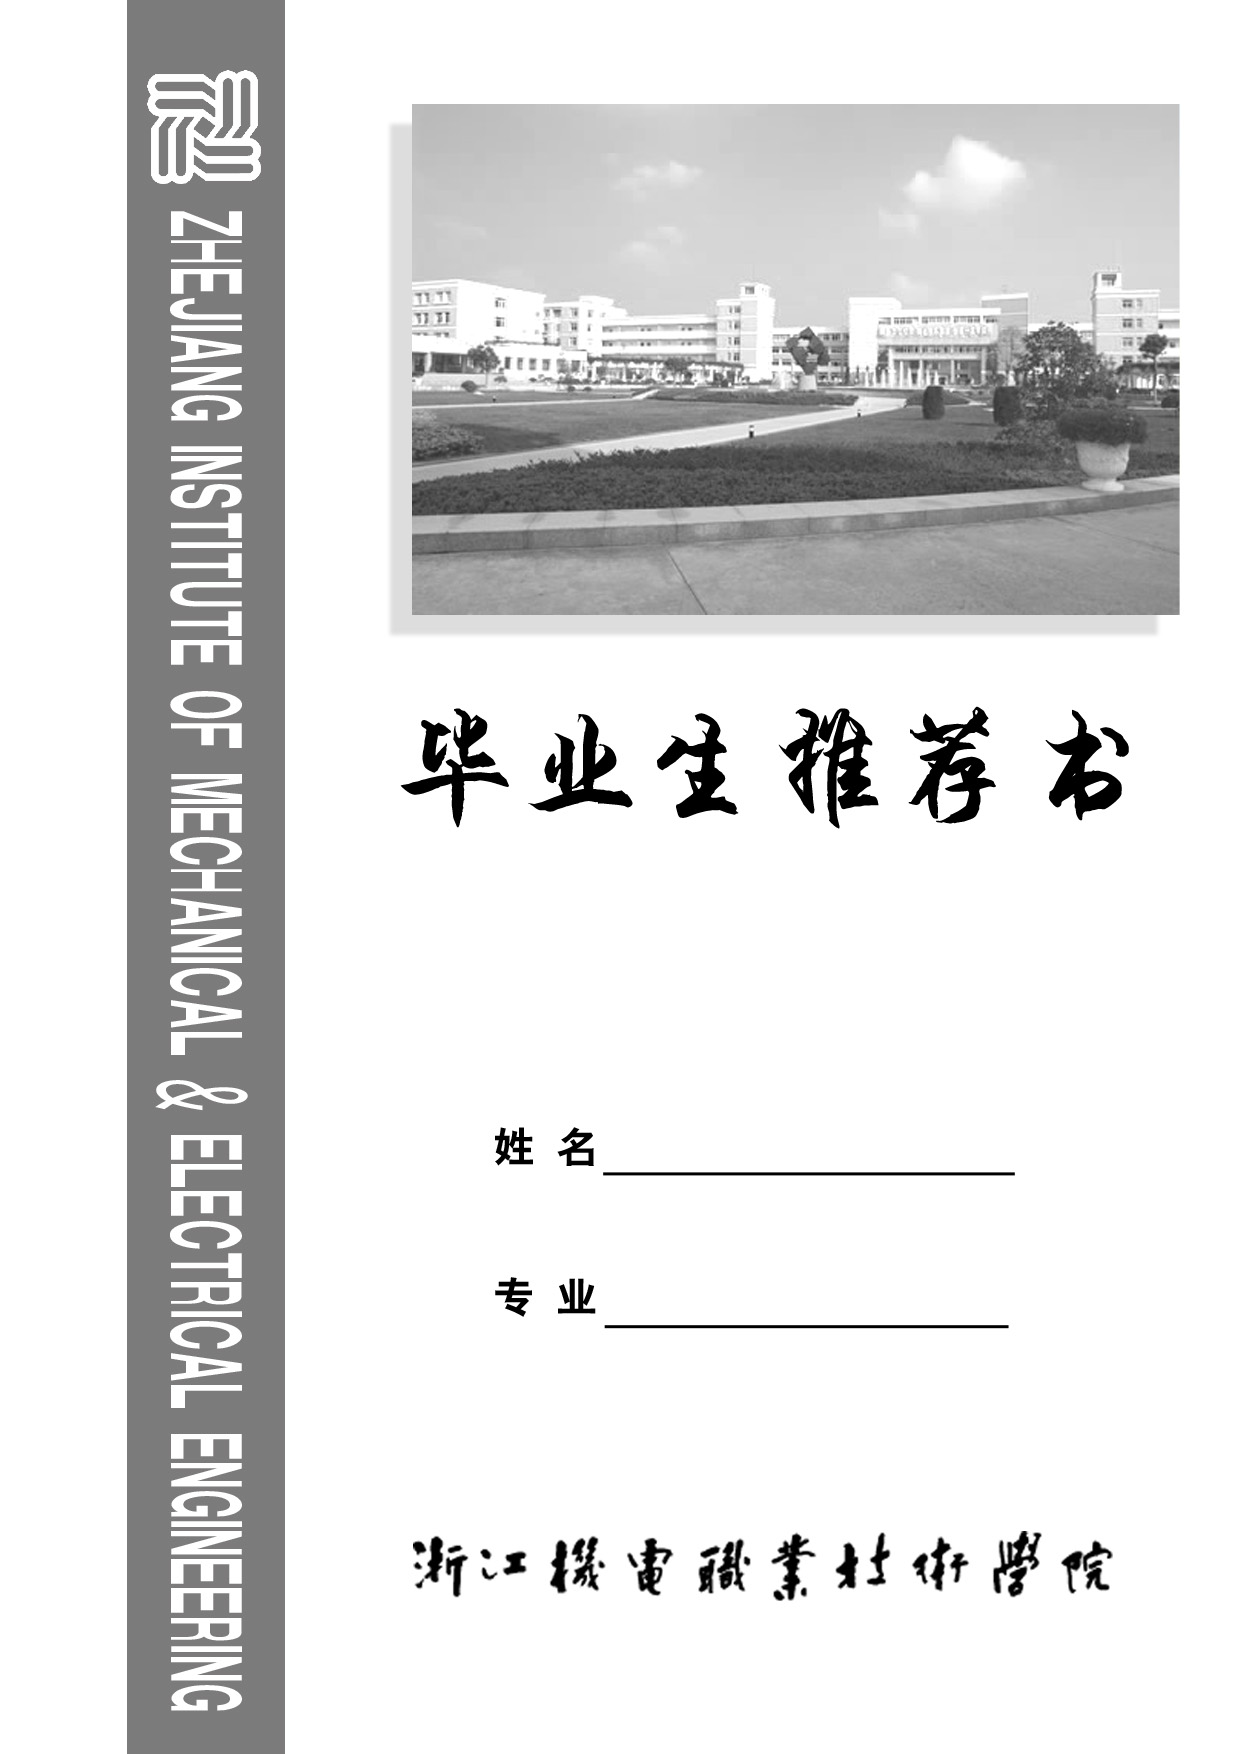 ZHEJIANG INSTITUTE OF MECHANICAL & ELECTRICAL ENGINEERING
毕业生推荐书
姓 名
专 业
浙江機電職業技術學院